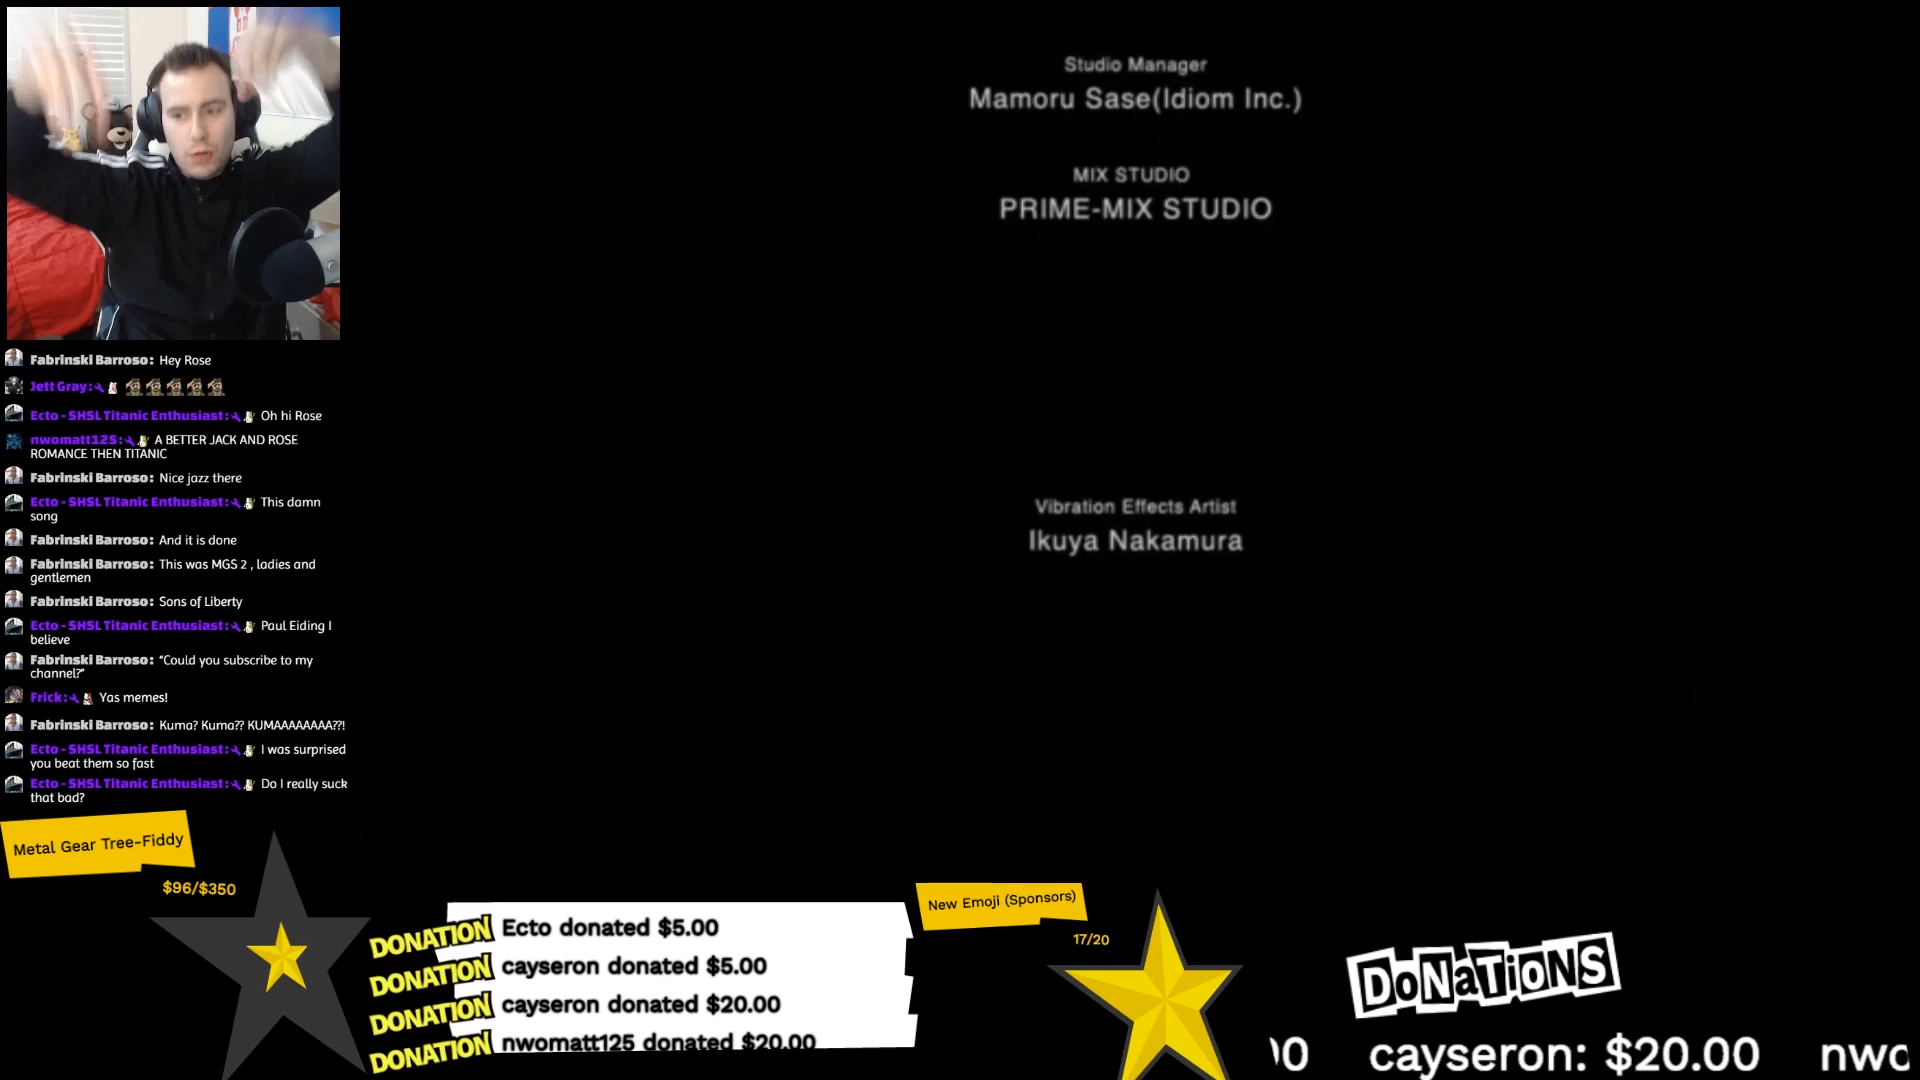 Studio Manager
Mamoru Sase(Idiom Inc.)
MIX STUDIO
PRIME-MIX STUDIO
Vibration Effects Artist
Ikuya Nakamura
Fabrinski Barroso: Hey Rose
Jett Gray:
Ecto - SHSL Titanic Enthusiast: Oh hi Rose
nwomatt125: A BETTER JACK AND ROSE
ROMANCE THEN TITANIC
Fabrinski Barroso: Nice jazz there
Ecto - SHSL Titanic Enthusiast: This damn
song
Fabrinski Barroso: And it is done
Fabrinski Barroso: This was MGS 2 , ladies and
gentlemen
Fabrinski Barroso: Sons of Liberty
Ecto - SHSL Titanic Enthusiast: Paul Eiding I
believe
Fabrinski Barroso: "Could you subscribe to my
channel?"
Frick: Yas memes!
Fabrinski Barroso: Kuma? Kuma?? KUMAAAAAAAA??!
Ecto - SHSL Titanic Enthusiast: I was surprised
you beat them so fast
Ecto - SHSL Titanic Enthusiast: Do I really suck
that bad?
Metal Gear Tree-Fiddy
$96/$350
DONATION Ecto donated $5.00
DONATION cayseron donated $5.00
DONATION cayseron donated $20.00
DONATION nwomatt125 donated $20.00
New Emoji (Sponsors)
17/20
DoNaTioNS
00 cayseron: $20.00 nwo